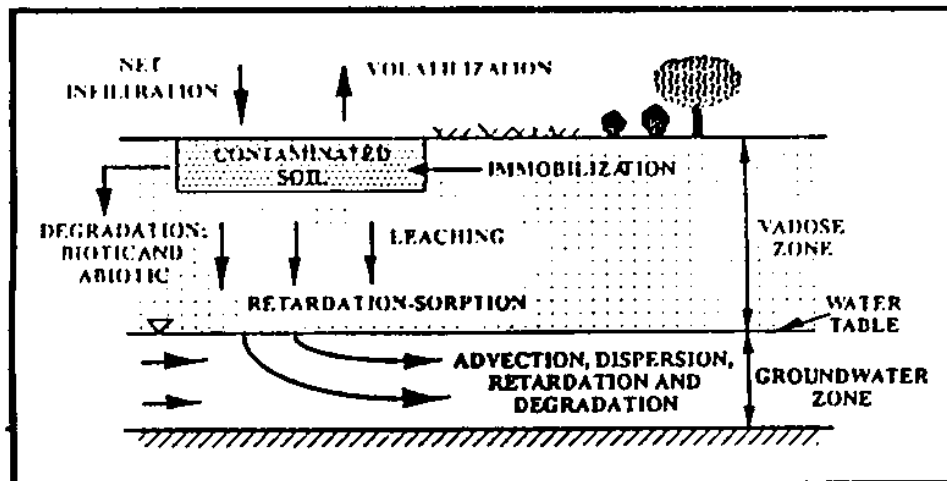 NET
INFILTRATION
VOLATILIZATION
CONTAMINATED
SOIL
IMMOBILIZATION
DEGRADATION:
BIOTIC AND
ABIOTIC
LEACHING
VADOSE
ZONE
RETARDATION-SORPTION
WATER
TABLE
ADVECTION, DISPERSION,
RETARDATION AND
DEGRADATION
GROUNDWATER
ZONE